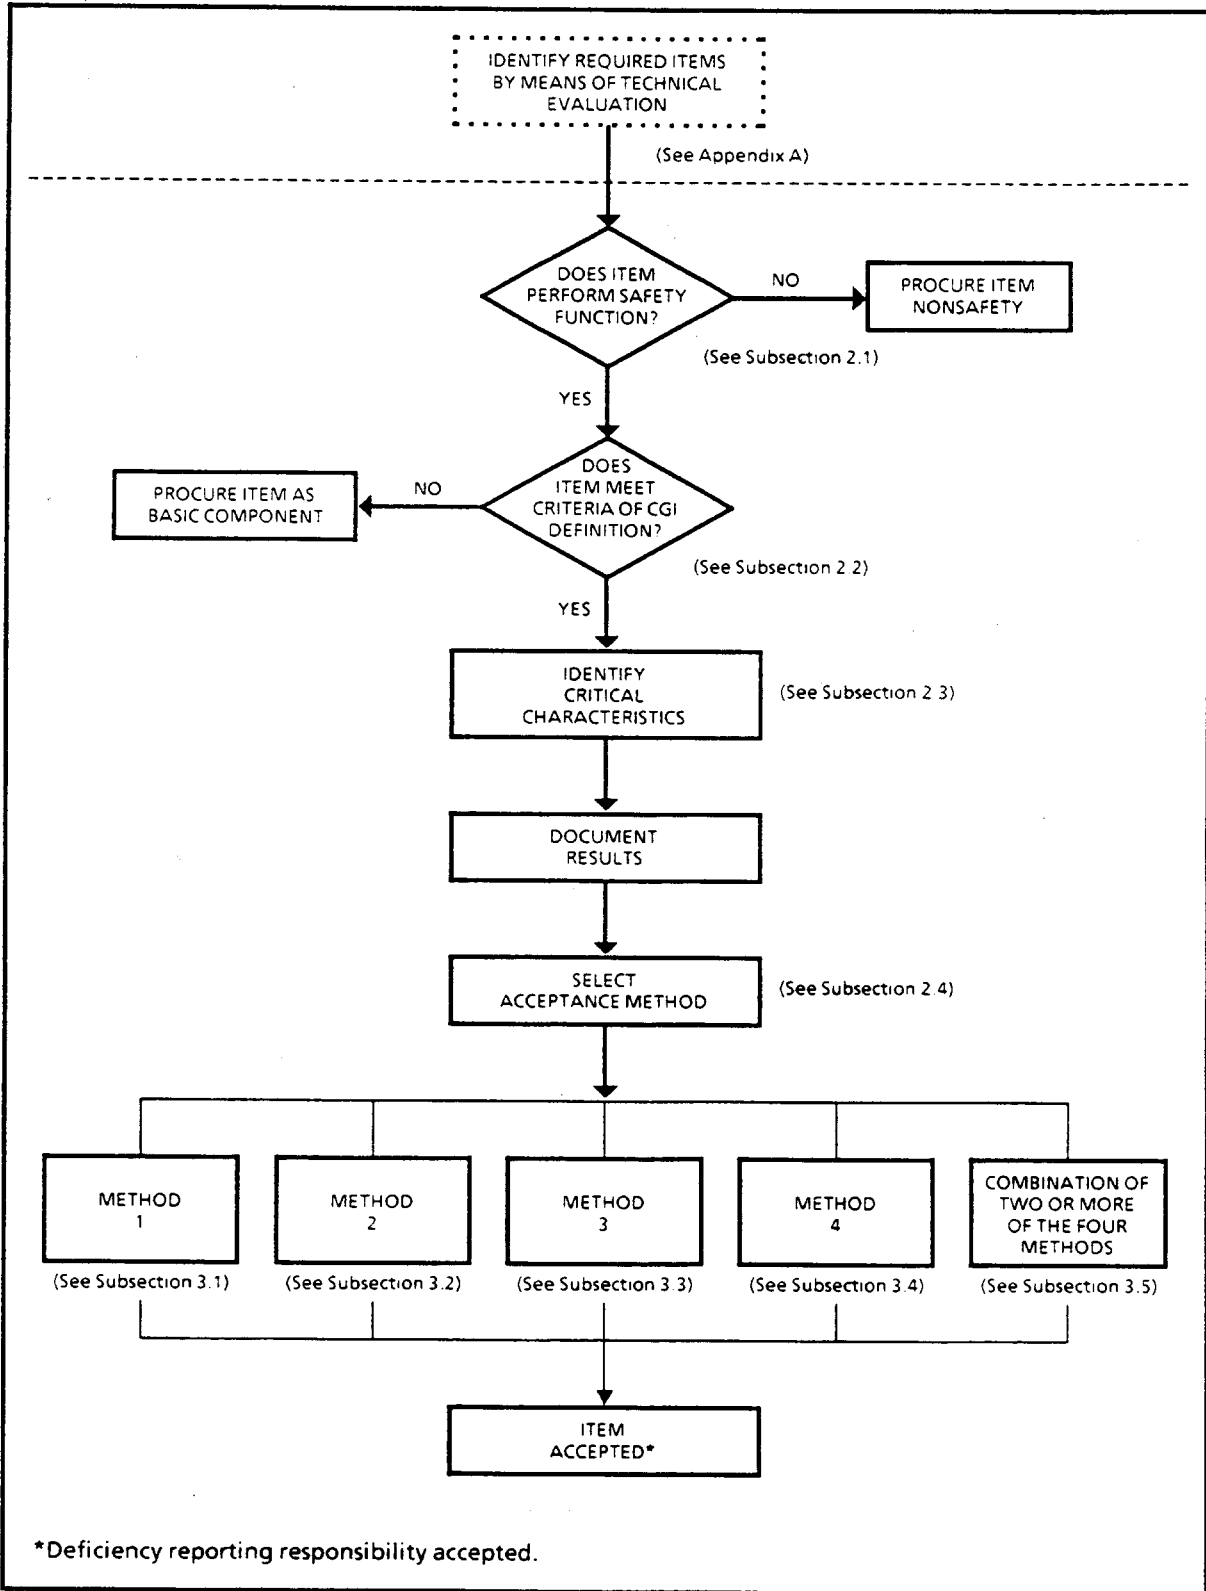 IDENTIFY REQUIRED ITEMS
BY MEANS OF TECHNICAL
EVALUATION
(See Appendix A)
DOES ITEM
PERFORM SAFETY
FUNCTION?
NO
PROCURE ITEM
NONSAFETY
(See Subsection 2.1)
YES
DOES
ITEM MEET
CRITERIA OF CGI
DEFINITION?
NO
PROCURE ITEM AS
BASIC COMPONENT
(See Subsection 2.2)
YES
IDENTIFY
CRITICAL
CHARACTERISTICS
(See Subsection 2.3)
DOCUMENT
RESULTS
SELECT
ACCEPTANCE METHOD
(See Subsection 2.4)
METHOD
1
(See Subsection 3.1)
METHOD
2
(See Subsection 3.2)
METHOD
3
(See Subsection 3.3)
METHOD
4
(See Subsection 3.4)
COMBINATION OF
TWO OR MORE
OF THE FOUR
METHODS
(See Subsection 3.5)
ITEM
ACCEPTED*
*Deficiency reporting responsibility accepted.